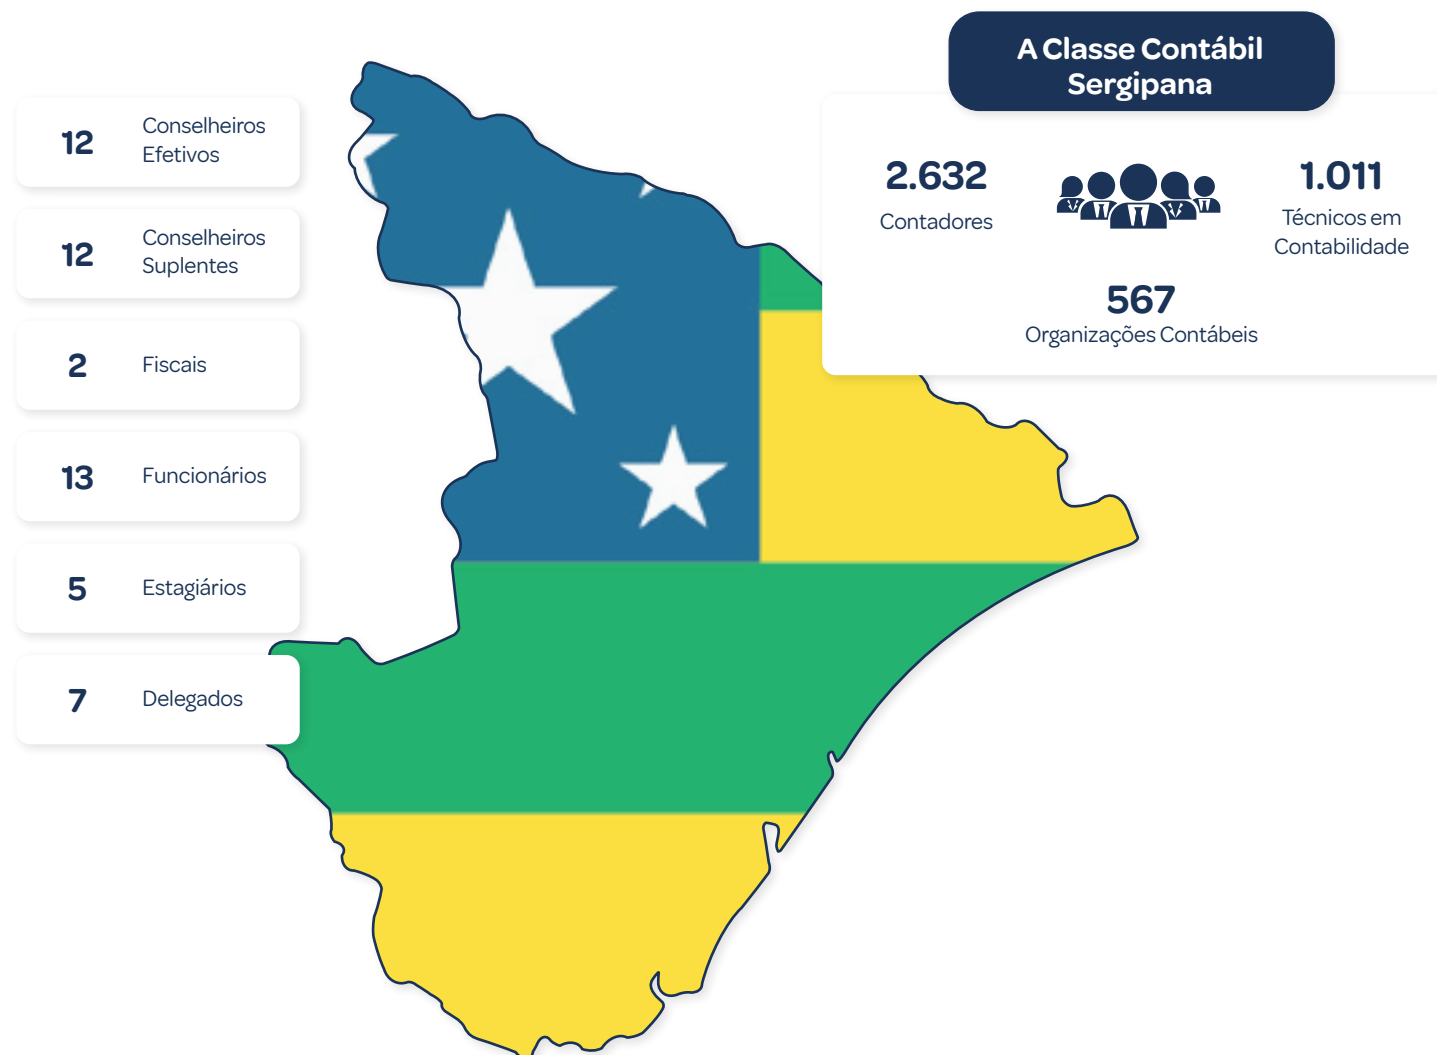 12
Conselheiros
Efetivos
12
Conselheiros
Suplentes
2
Fiscais
13
Funcionários
5
Estagiários
7
Delegados
A Classe Contábil
Sergipana
2.632
Contadores
1.011
Técnicos em
Contabilidade
567
Organizações Contábeis